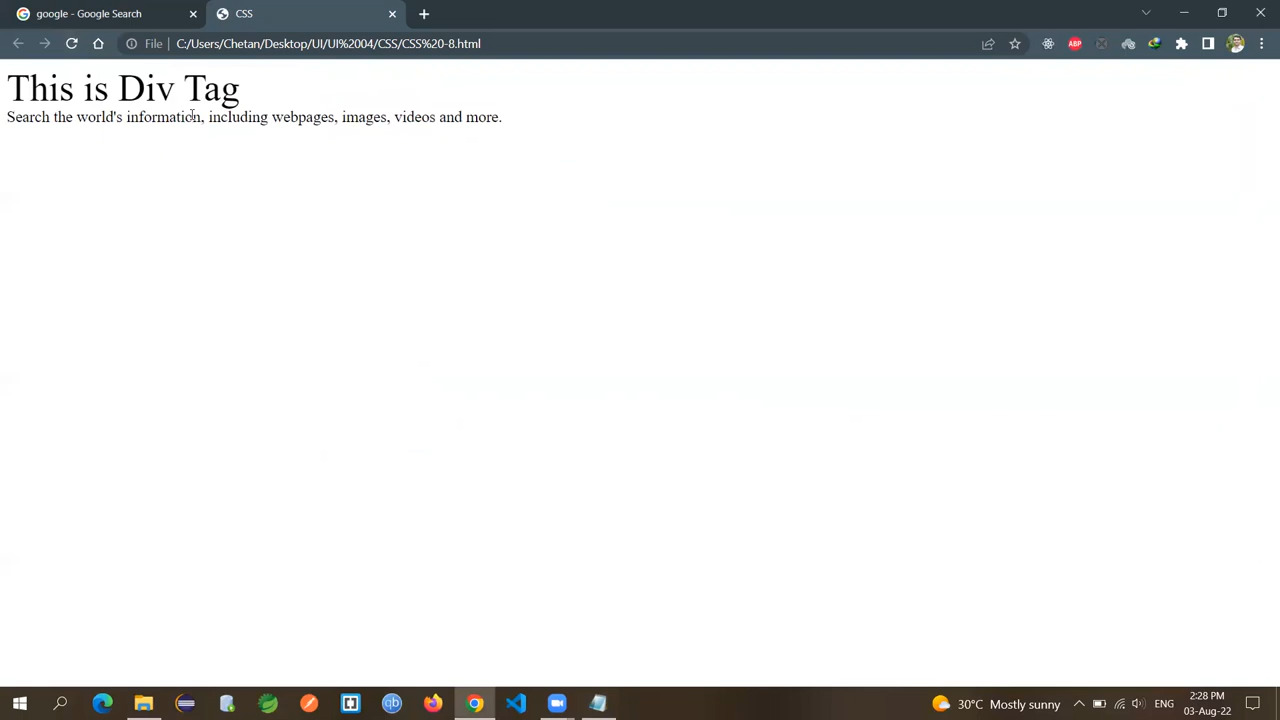 google - Google Search
CSS
File
C:/Users/Chetan/Desktop/UI/UI%2004/CSS/CSS%20-8.html
ABP
This is Div Tag
Search the world's information, including webpages, images, videos and more.
qb
30°C Mostly sunny
ENG
2:28 PM
03-Aug-22